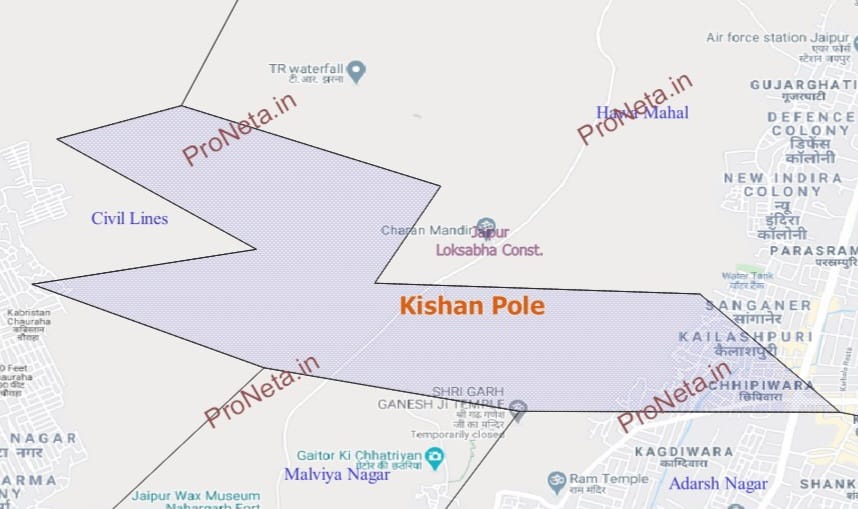 Air force station Jaipur
एयर फोर्स
स्टेशन जयपुर
TR waterfall
टी. आर. झरना
GUJARGHATI
गूजरघाटी
ProNeta.in
ProNeta.in
Hawa Mahal
DEFENCE
COLONY
डिफेंस
कॉलोनी
NEW INDIRA
COLONY
न्यू
इंदिरा
कॉलोनी
Civil Lines
Charan Mandir
Jaipur
Loksabha Const.
PARASRAM
परसरामपुरि
Water Tank
वॉटर टैंक
Kishan Pole
SANGANER
सांगानेर
KAILASHPURI
कैलाशपुरी
Kabristan
Chauraha
कब्रिस्तान
चौराहा
0 Feet
ProNeta.in
ProNeta.in
CHHIPIWARA
छिपिवारा
SHRI GARH
GANESH JI TEMPLE
श्री गढ़ गणेश
जी का मन्दिर
Temporarily closed
NAGAR
नगर
KAGDIWARA
काग्दिवारा
Gaitor Ki Chhatriyan
गेटोर की छतरियां
Malviya Nagar
Ram Temple
राम मंदिर
Adarsh Nagar
SHANK
Jaipur Wax Museum
Nahargarh Fort